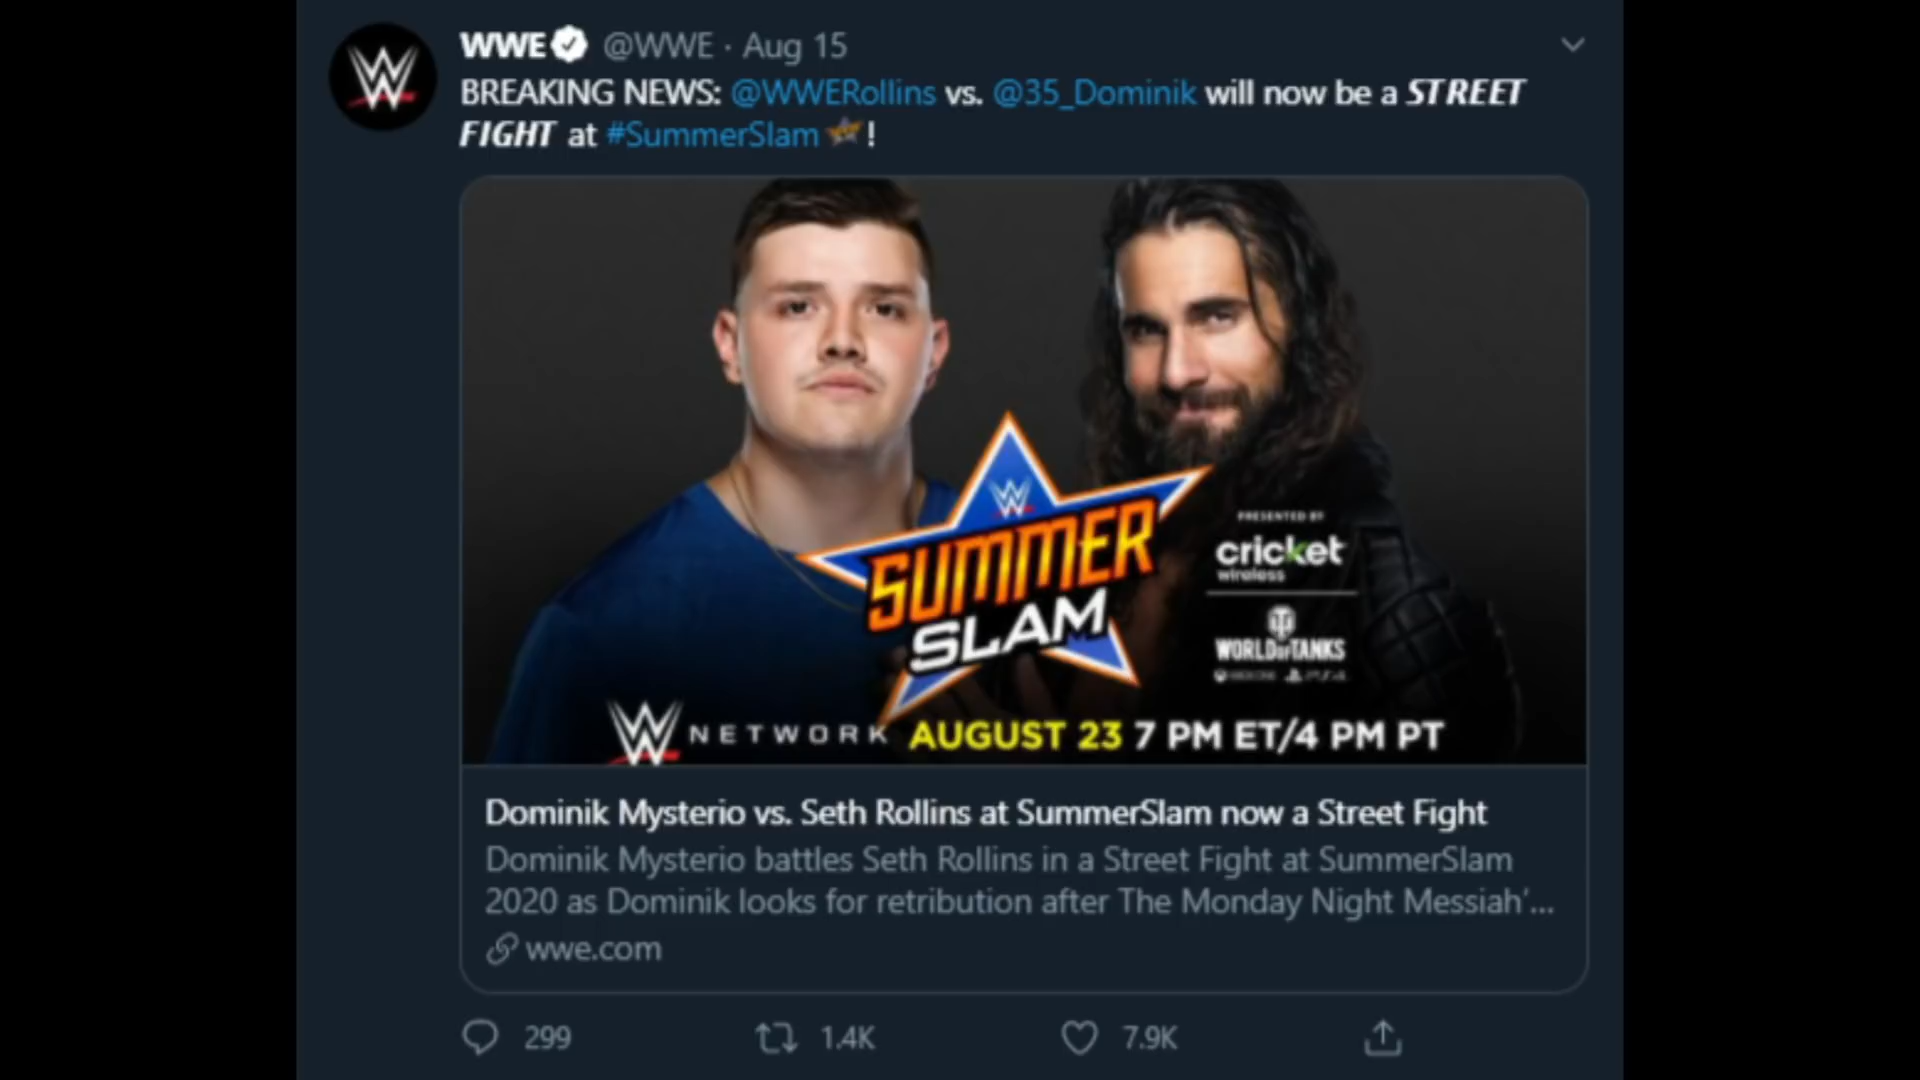 WWE @WWE · Aug 15
BREAKING NEWS: @WWERollins vs. @35_Dominik will now be a STREET
FIGHT at #SummerSlam !
W
SUMMER
SLAM
PRESENTED BY
cricket
wireless
WORLD OF TANKS
XBOX ONE PS4
W NETWORK AUGUST 23 7 PM ET/4 PM PT
Dominik Mysterio vs. Seth Rollins at SummerSlam now a Street Fight
Dominik Mysterio battles Seth Rollins in a Street Fight at SummerSlam
2020 as Dominik looks for retribution after The Monday Night Messiah'...
wwe.com
299 1.4K 7.9K